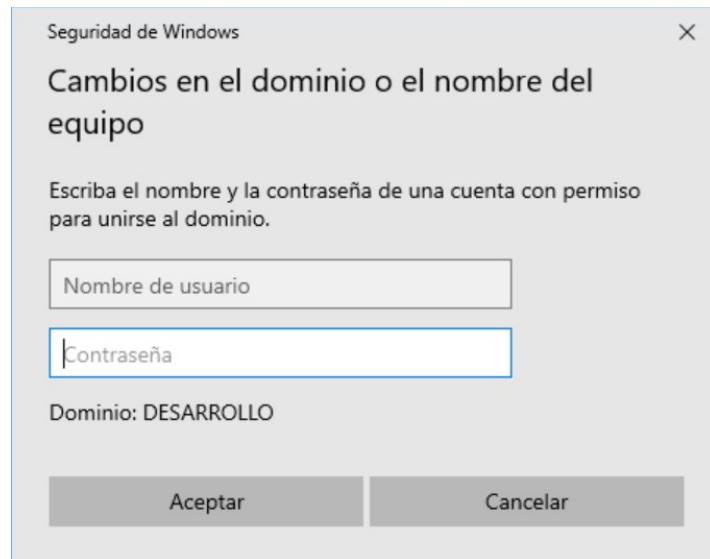 Seguridad de Windows
Cambios en el dominio o el nombre del
equipo
Escriba el nombre y la contraseña de una cuenta con permiso
para unirse al dominio.
Nombre de usuario
Contraseña
Dominio: DESARROLLO
Aceptar
Cancelar